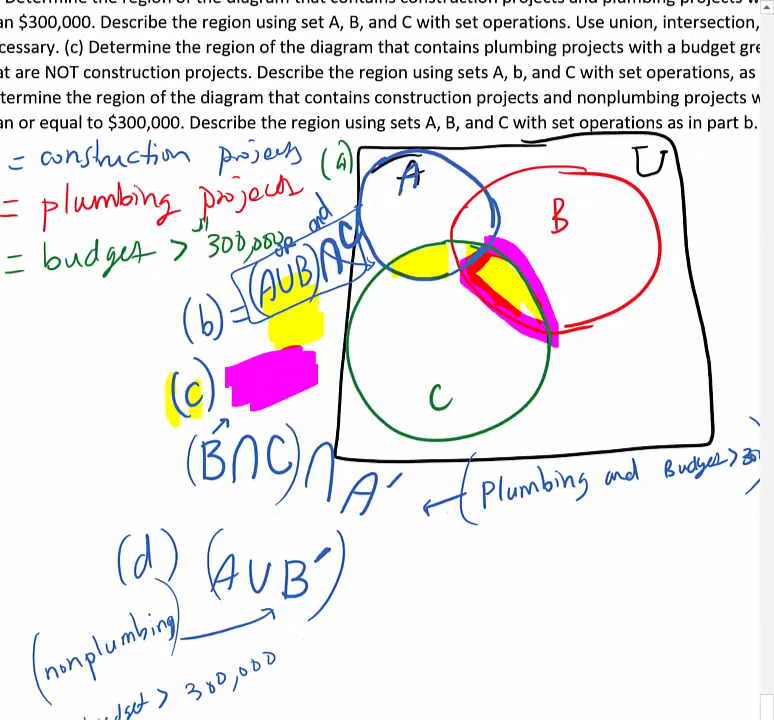 an $300,000. Describe the region using set A, B, and C with set operations. Use union, intersection,
cessary. (c) Determine the region of the diagram that contains plumbing projects with a budget gre
at are NOT construction projects. Describe the region using sets A, b, and C with set operations, as
termine the region of the diagram that contains construction projects and nonplumbing projects w
an or equal to $300,000. Describe the region using sets A, B, and C with set operations as in part b.
= construction projects (a)
= plumbing projects
= budget > 300,000
U
A
B
C
or and
(b) = (A∪B)∩C
(c)
(B∩C)∩A′ ← (Plumbing and Budget > 30
(d) (A∪B′)
(nonplumbing)
udget > 300,000